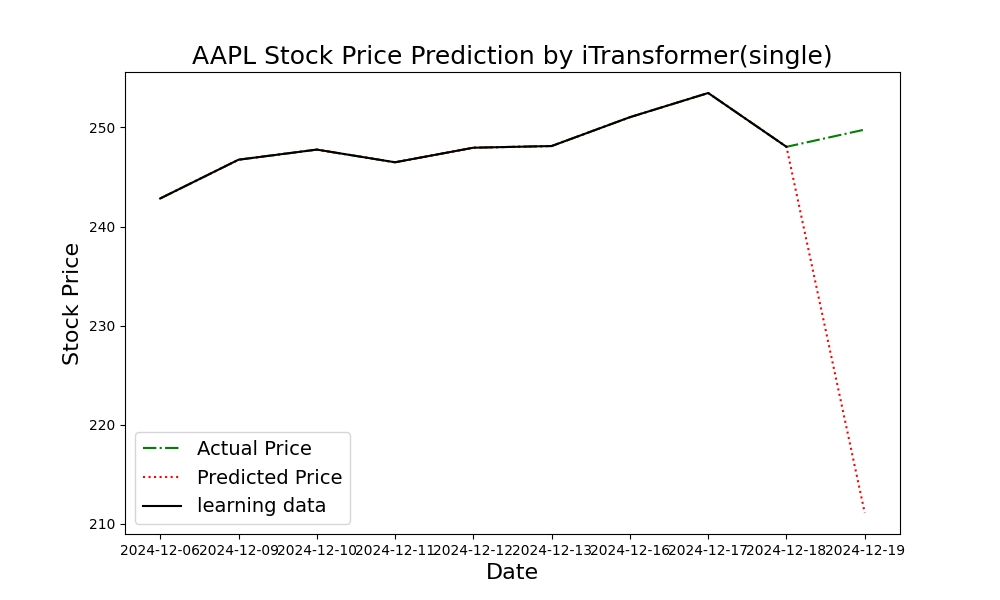 AAPL Stock Price Prediction by iTransformer(single)
Stock Price
250
240
230
220
210
Actual Price
Predicted Price
learning data
2024-12-06 2024-12-09 2024-12-10 2024-12-11 2024-12-12 2024-12-13 2024-12-16 2024-12-17 2024-12-18 2024-12-19
Date